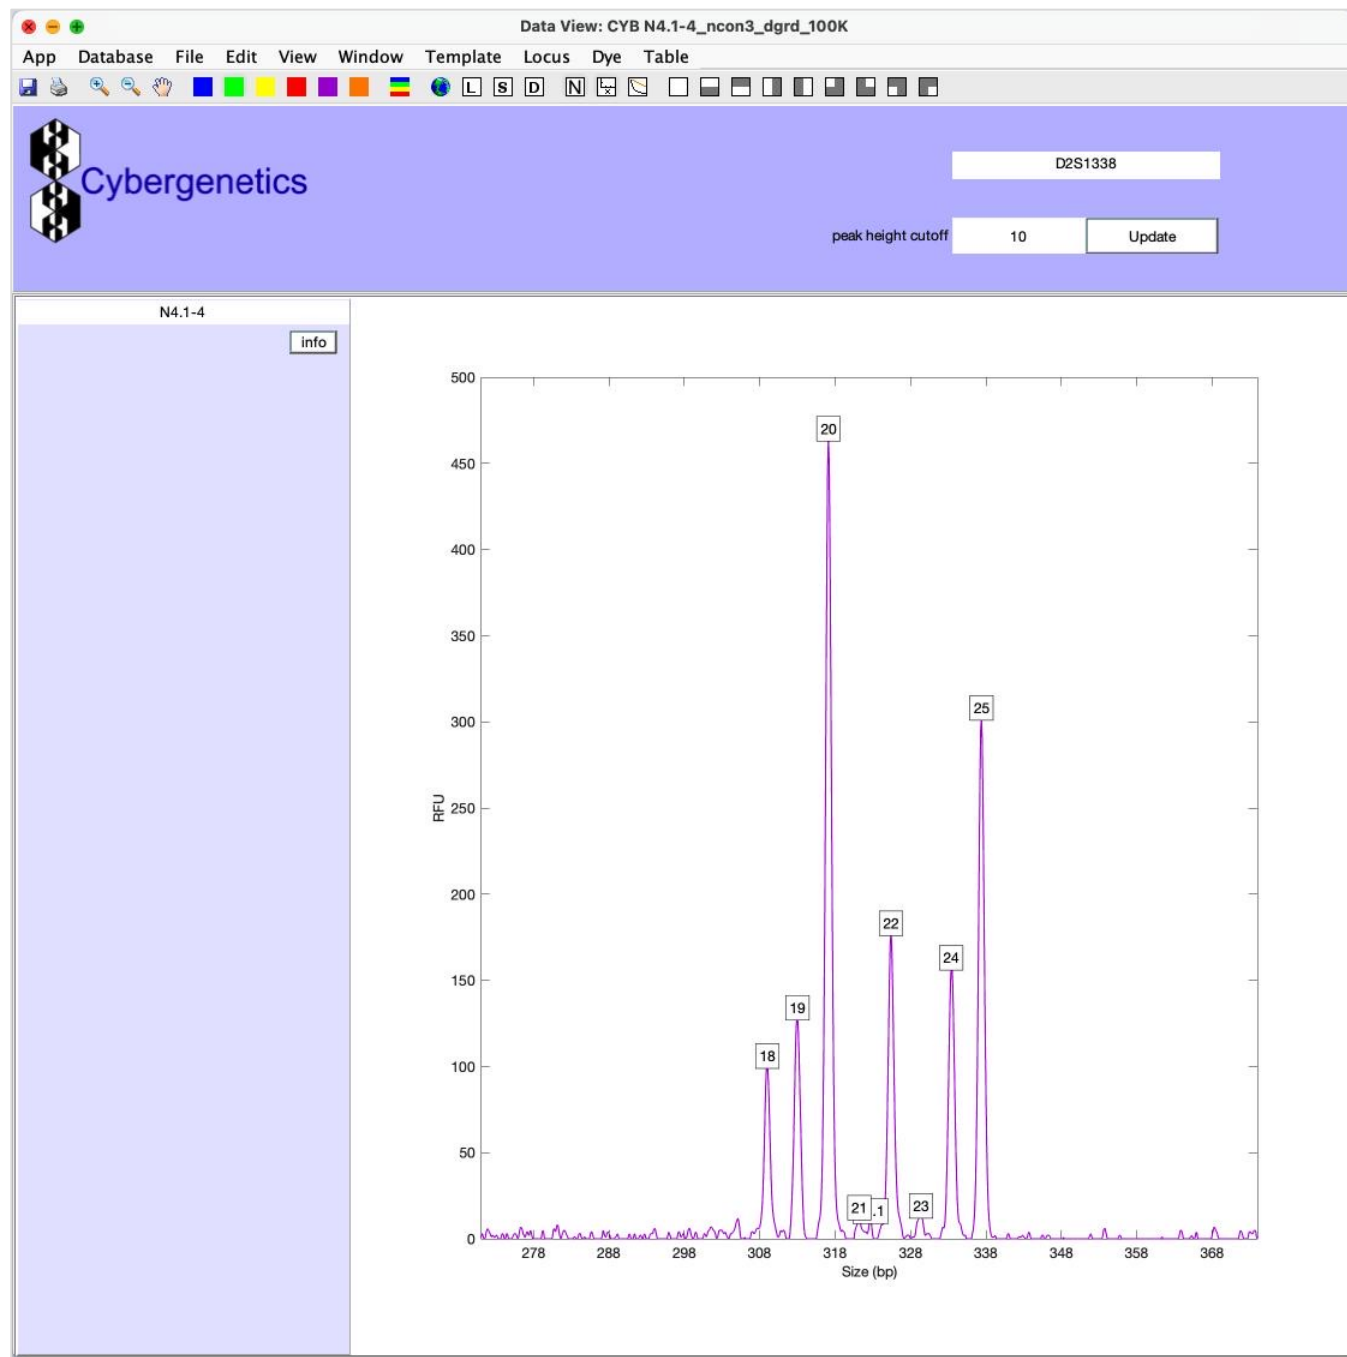 Data View: CYB N4.1-4_ncon3_dgrd_100K
App Database File Edit View Window Template Locus Dye Table
L S D N
Cybergenetics
D2S1338
peak height cutoff 10 Update
N4.1-4
info
500
20
450
400
350
25
300
RFU
250
200
22
24
150
19
18
100
50
21 .1 23
0
278 288 298 308 318 328 338 348 358 368
Size (bp)